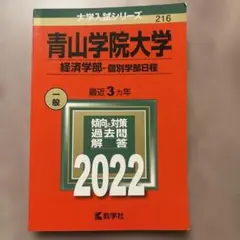 大学入試シリーズ
216
青山学院大学
経済学部-個別学部日程
一般
最近3カ年
傾向と対策
過去問
解答
2022
教学社